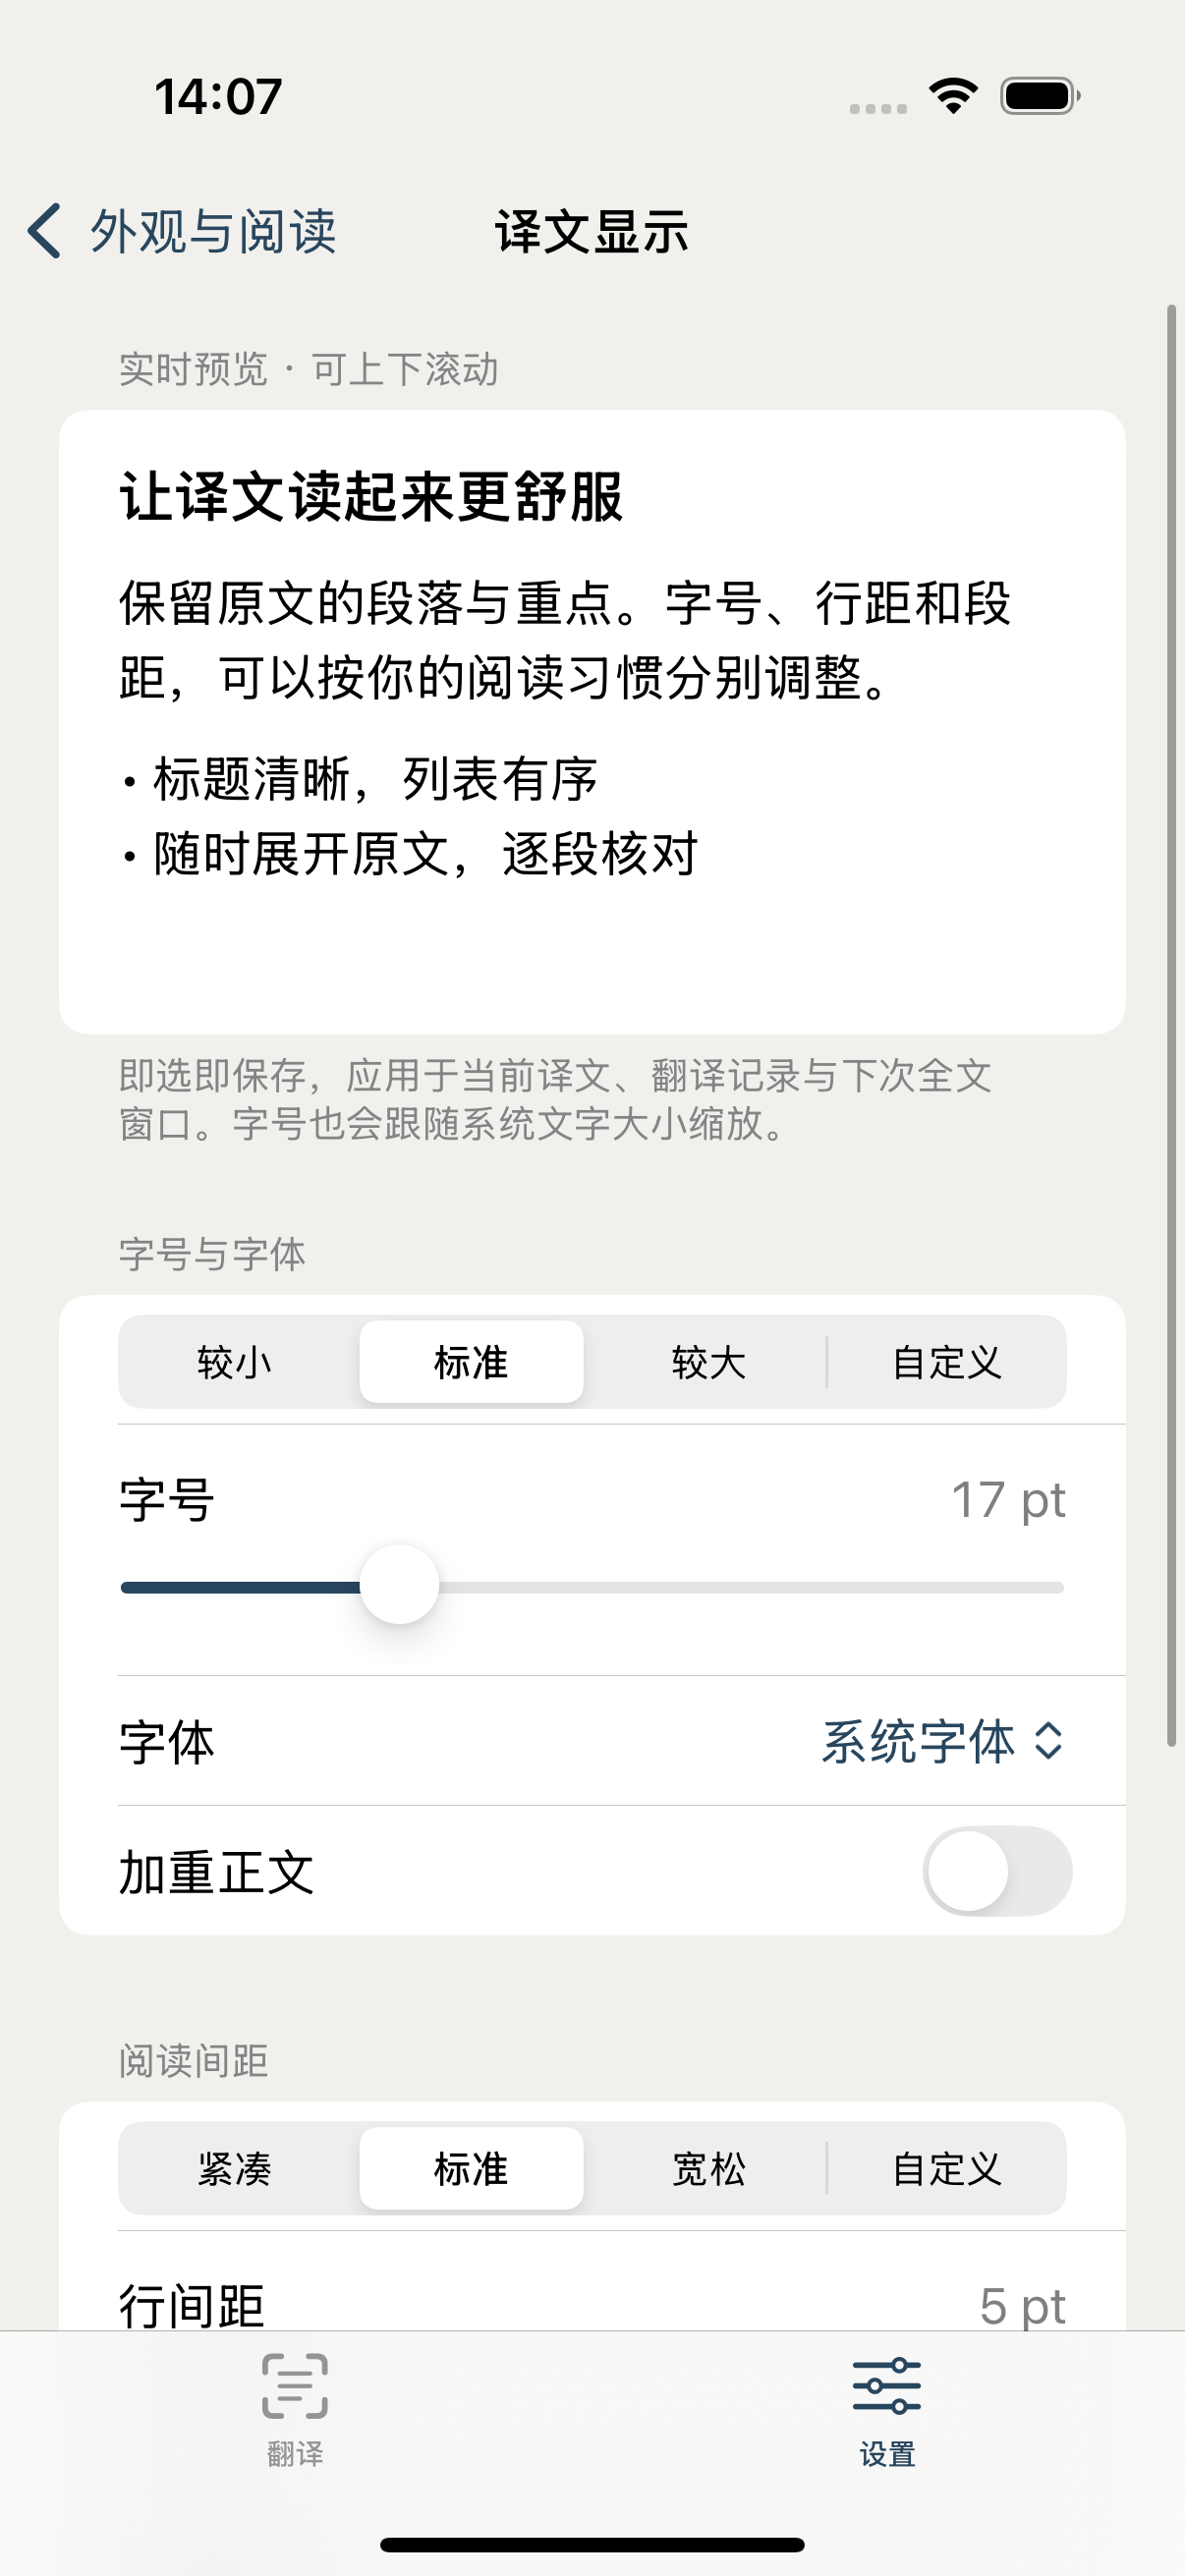 14:07
外观与阅读
译文显示
实时预览 · 可上下滚动
让译文读起来更舒服
保留原文的段落与重点。字号、行距和段
距，可以按你的阅读习惯分别调整。
• 标题清晰，列表有序
• 随时展开原文，逐段核对
即选即保存，应用于当前译文、翻译记录与下次全文
窗口。字号也会跟随系统文字大小缩放。
字号与字体
较小 标准 较大 自定义
字号 17 pt
字体 系统字体
加重正文
阅读间距
紧凑 标准 宽松 自定义
行间距 5 pt
翻译 设置